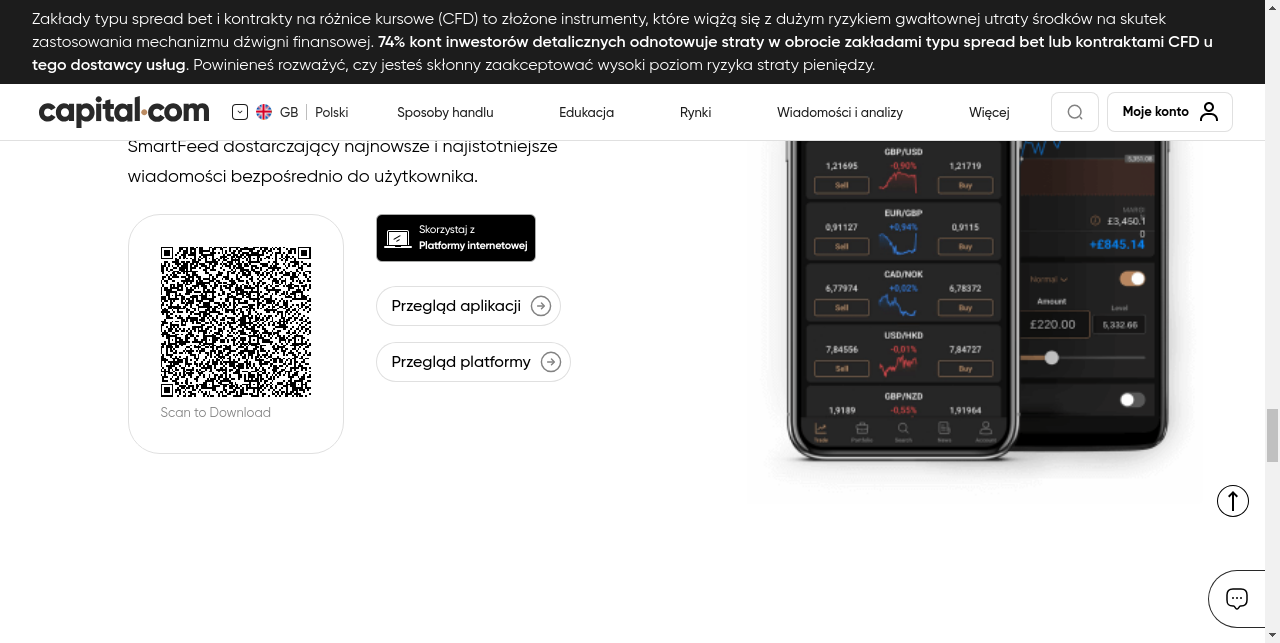 Zakłady typu spread bet i kontrakty na różnice kursowe (CFD) to złożone instrumenty, które wiążą się z dużym ryzykiem gwałtownej utraty środków na skutek
zastosowania mechanizmu dźwigni finansowej. 74% kont inwestorów detalicznych odnotowuje straty w obrocie zakładami typu spread bet lub kontraktami CFD u
tego dostawcy usług. Powinieneś rozważyć, czy jesteś skłonny zaakceptować wysoki poziom ryzyka straty pieniędzy.
capital.com GB Polski Sposoby handlu Edukacja Rynki Wiadomości i analizy Więcej Moje konto
SmartFeed dostarczający najnowsze i najistotniejsze
wiadomości bezpośrednio do użytkownika.
Skorzystaj z
Platformy internetowej
Przegląd aplikacji
Przegląd platformy
Scan to Download
GBP/USD
1,21695 -0,90% 1,21719
Sell Buy
EUR/GBP
0,91127 +0,94% 0,9115
Sell Buy
CAD/NOK
6,77974 +0,02% 6,78372
Sell Buy
USD/HKD
7,84556 -0,01% 7,84727
Sell Buy
GBP/NZD
1,9189 -0,55% 1,91964
Trade Portfolio Search News Account
£3,460.1
0
+£845.14
Normal
Amount Level
£220.00 5,332.65